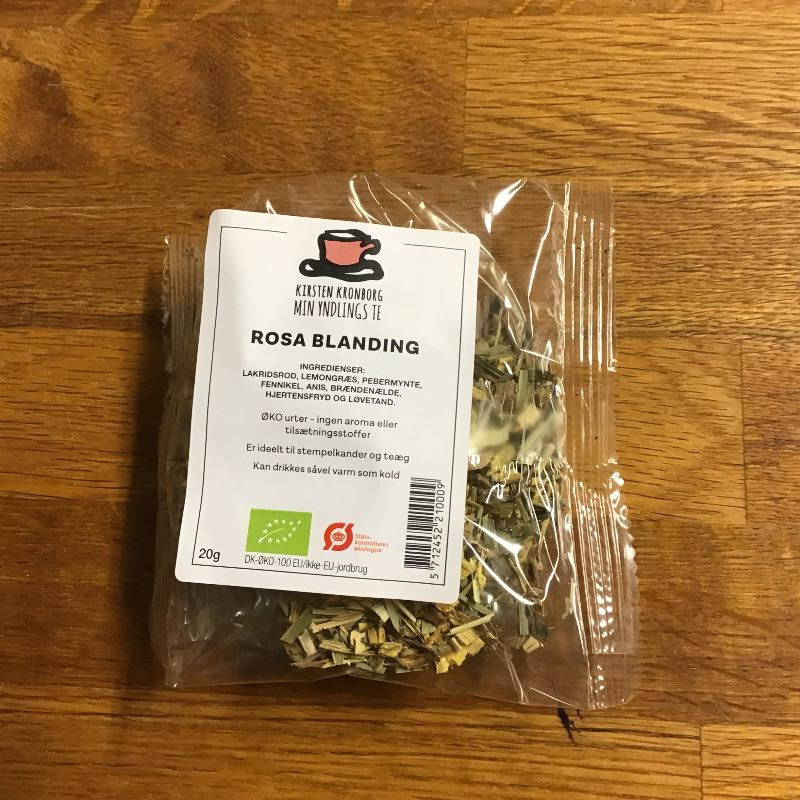 KIRSTEN KRONBORG
MIN YNDLINGS TE
ROSA BLANDING
INGREDIENSER:
LAKRIDSROD, LEMONGRÆS, PEBERMYNTE,
FENNIKEL, ANIS, BRÆNDENÆLDE,
HJERTENSFRYD OG LØVETAND.
ØKO urter - ingen aroma eller
tilsætningsstoffer
Er ideelt til stempelkander og teæg
Kan drikkes såvel varm som kold
Ø
Stats-
kontrolleret
økologisk
5 712452 210009
20g
DK-ØKO-100 EU/ikke-EU-jordbrug